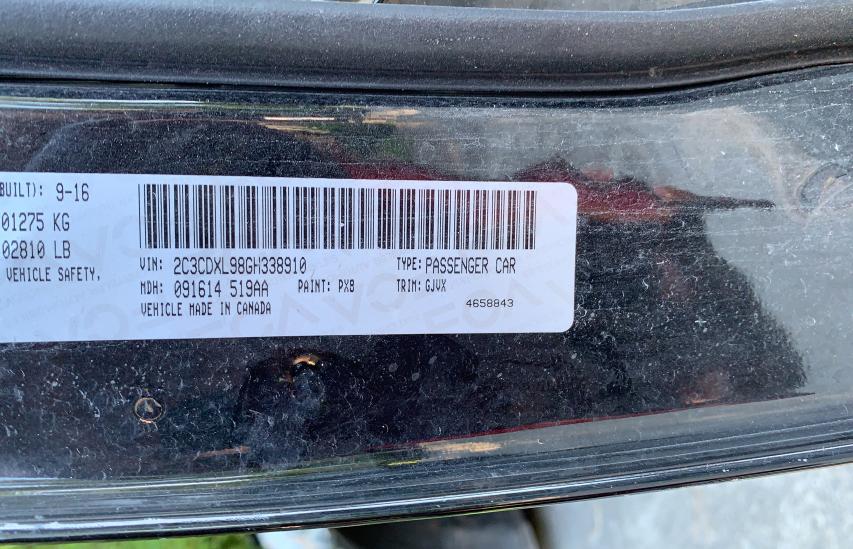 BUILT): 9-16
01275 KG
02810 LB
VEHICLE SAFETY,
VIN: 2C3CDXL98GH338910 TYPE: PASSENGER CAR
MDH: 091614 519AA PAINT: PX8 TRIM: GJVX
VEHICLE MADE IN CANADA 4658843